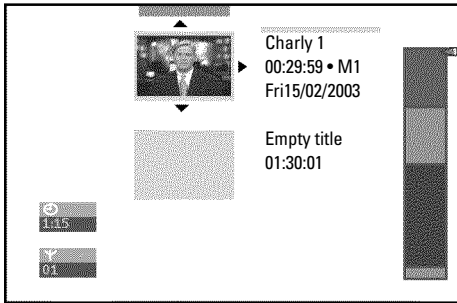 Charly 1
00:29:59 • M1
Fri15/02/2003
Empty title
01:30:01
1:15
01